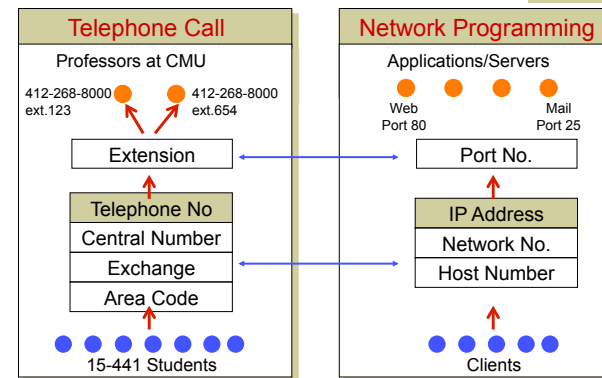 Telephone Call
Professors at CMU
412-268-8000
ext.123
412-268-8000
ext.654
Extension
Telephone No
Central Number
Exchange
Area Code
15-441 Students
Network Programming
Applications/Servers
Web
Port 80
Mail
Port 25
Port No.
IP Address
Network No.
Host Number
Clients